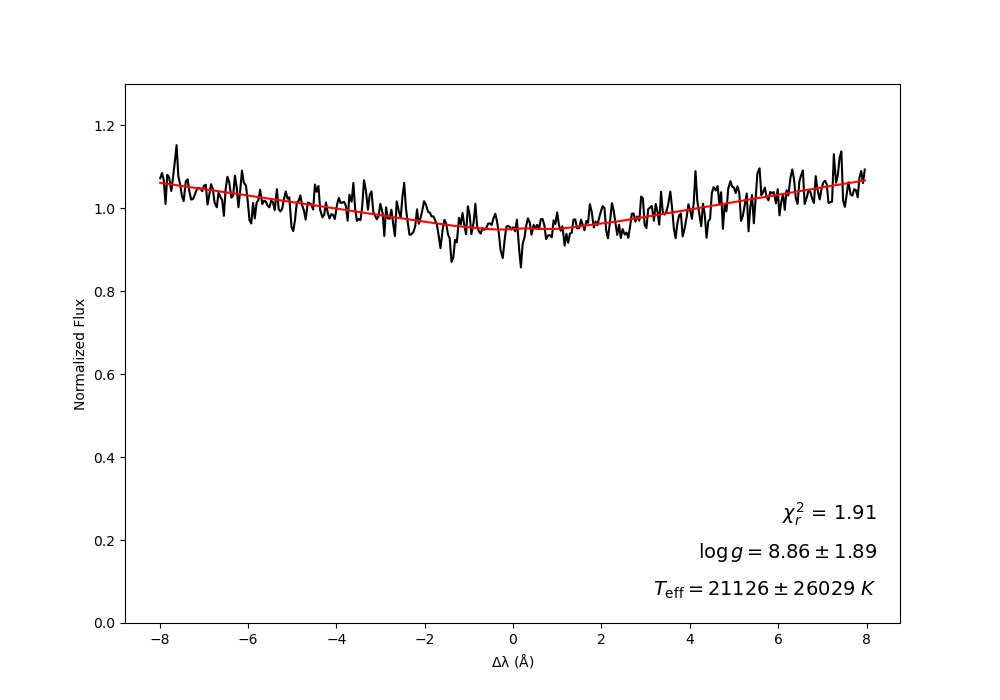 Normalized Flux
1.2
1.0
0.8
0.6
0.4
0.2
0.0
χ²ᵣ = 1.91
log g = 8.86 ± 1.89
T_eff = 21126 ± 26029 K
−8 −6 −4 −2 0 2 4 6 8
Δλ (Å)